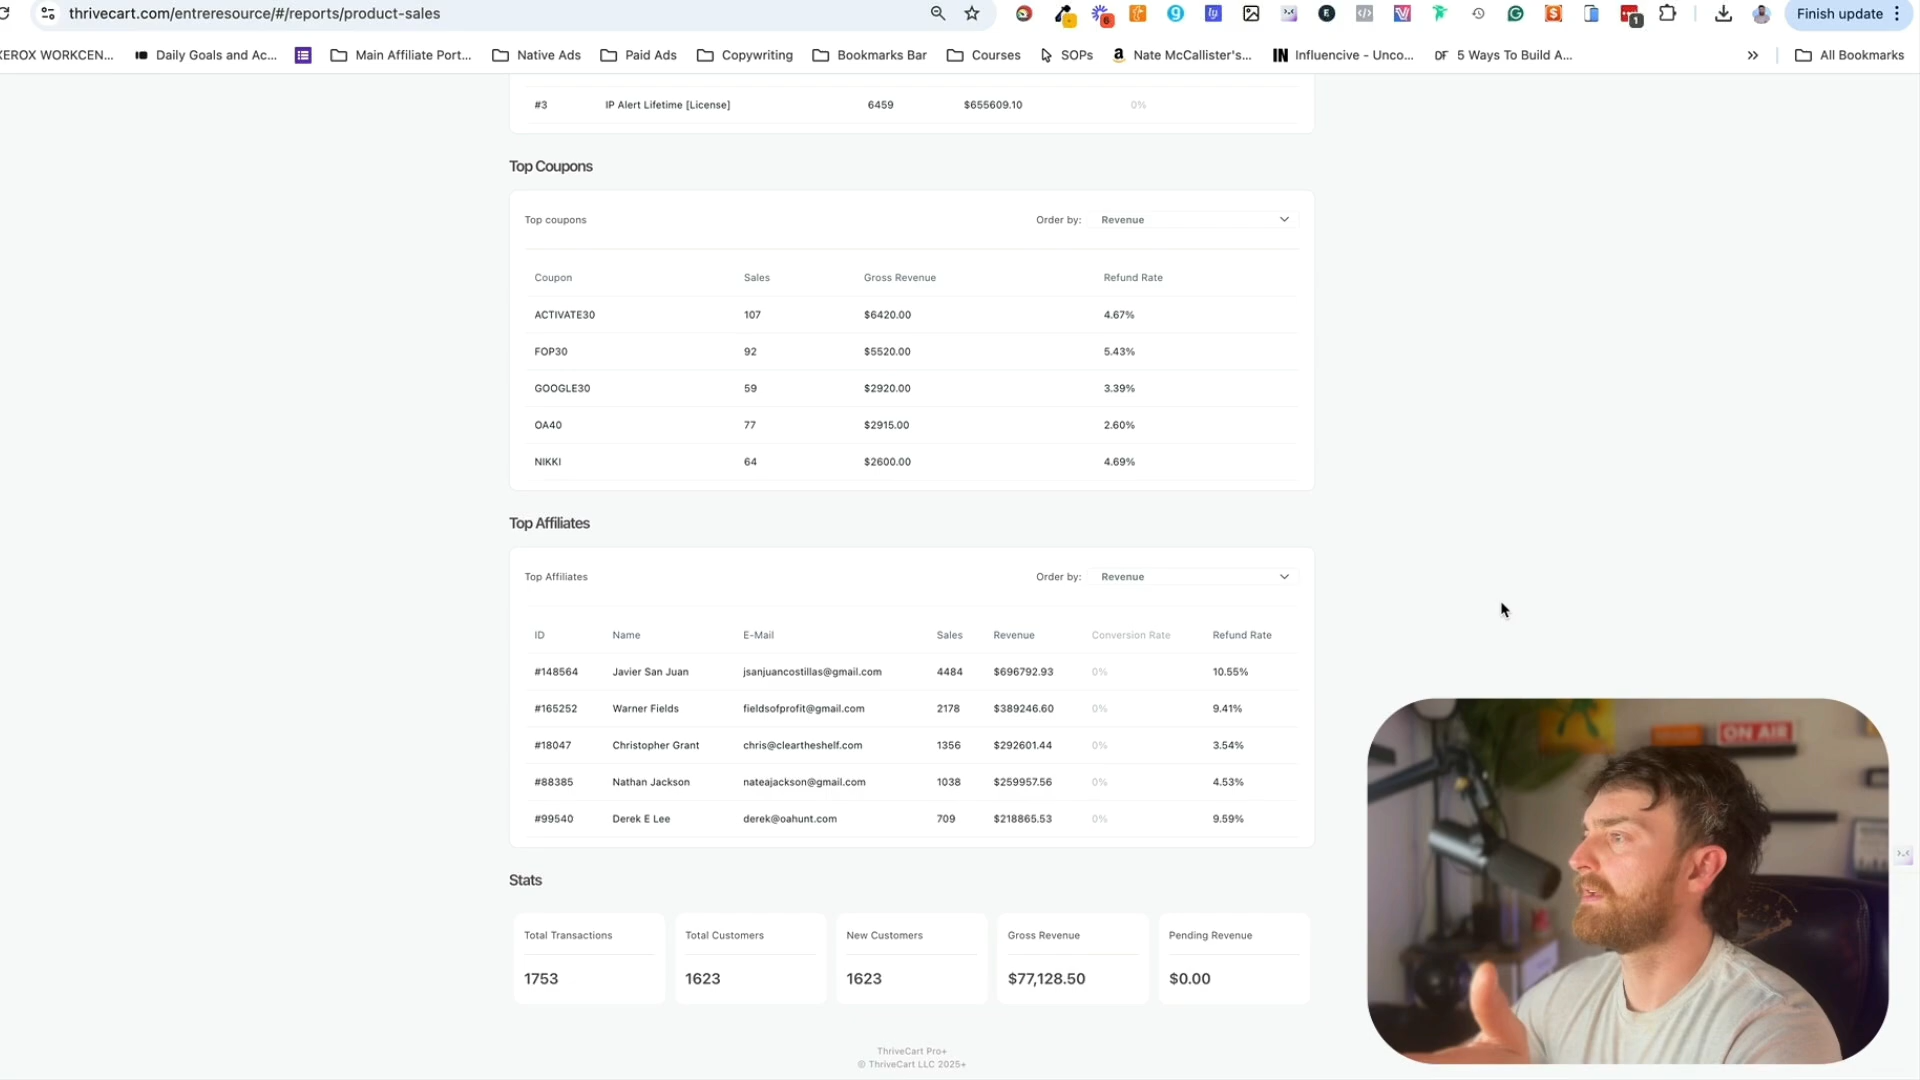 thrivecart.com/entreresource/#/reports/product-sales
6
1
Finish update
XEROX WORKCEN...
Daily Goals and Ac...
Main Affiliate Port...
Native Ads
Paid Ads
Copywriting
Bookmarks Bar
Courses
SOPs
Nate McCallister's...
IN Influencive - Unco...
DF 5 Ways To Build A...
All Bookmarks
#3 IP Alert Lifetime [License] 6459 $655609.10 0%
Top Coupons
Top coupons Order by: Revenue
Coupon Sales Gross Revenue Refund Rate
ACTIVATE30 107 $6420.00 4.67%
FOP30 92 $5520.00 5.43%
GOOGLE30 59 $2920.00 3.39%
OA40 77 $2915.00 2.60%
NIKKI 64 $2600.00 4.69%
Top Affiliates
Top Affiliates Order by: Revenue
ID Name E-Mail Sales Revenue Conversion Rate Refund Rate
#148564 Javier San Juan jsanjuancostillas@gmail.com 4484 $696792.93 0% 10.55%
#165252 Warner Fields fieldsofprofit@gmail.com 2178 $389246.60 0% 9.41%
#18047 Christopher Grant chris@cleartheshelf.com 1356 $292601.44 0% 3.54%
#88385 Nathan Jackson nateajackson@gmail.com 1038 $259957.56 0% 4.53%
#99540 Derek E Lee derek@oahunt.com 709 $218865.53 0% 9.59%
Stats
Total Transactions Total Customers New Customers Gross Revenue Pending Revenue
1753 1623 1623 $77,128.50 $0.00
ThriveCart Pro+
© ThriveCart LLC 2025+
ON AIR